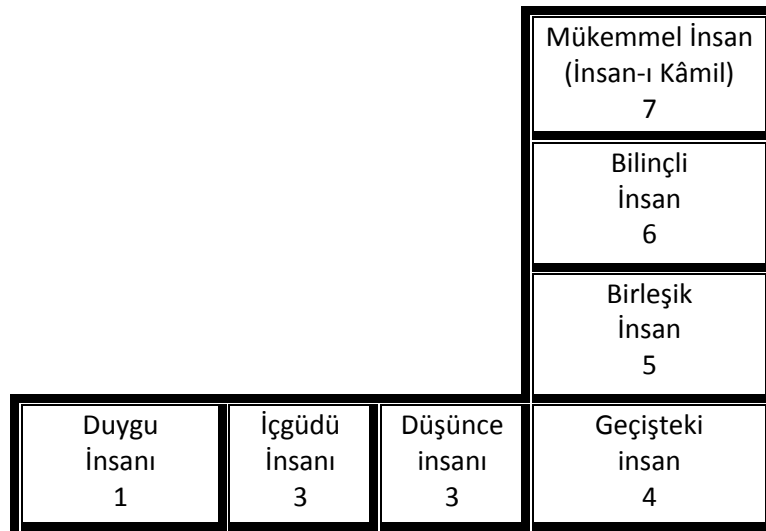 Mükemmel İnsan
(İnsan-ı Kâmil)
7
Bilinçli
İnsan
6
Birleşik
İnsan
5
Duygu
İnsanı
1
İçgüdü
İnsanı
3
Düşünce
insanı
3
Geçişteki
insan
4